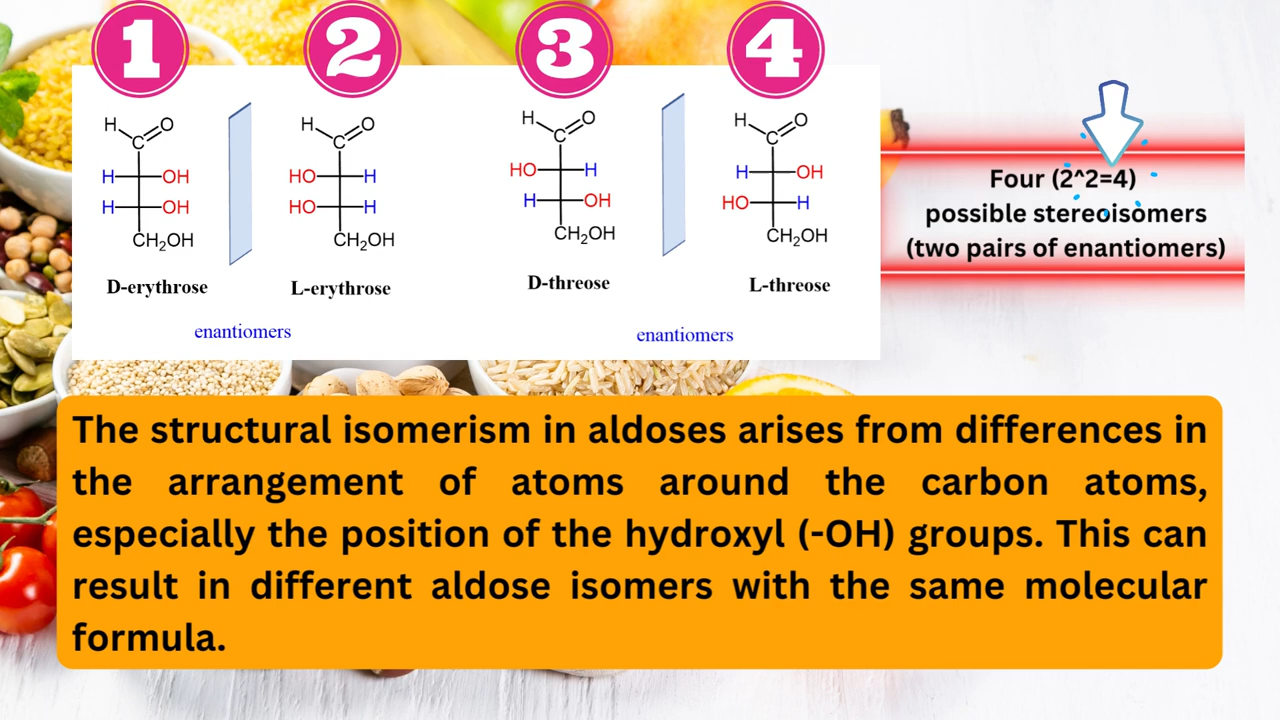 1 2 3 4
H O H O H O H O
C C C C
H OH HO H HO H H OH
H OH HO H H OH HO H
CH₂OH CH₂OH CH₂OH CH₂OH
D-erythrose L-erythrose D-threose L-threose
enantiomers enantiomers
Four (2^2=4)
possible stereoisomers
(two pairs of enantiomers)
The structural isomerism in aldoses arises from differences in
the arrangement of atoms around the carbon atoms,
especially the position of the hydroxyl (-OH) groups. This can
result in different aldose isomers with the same molecular
formula.